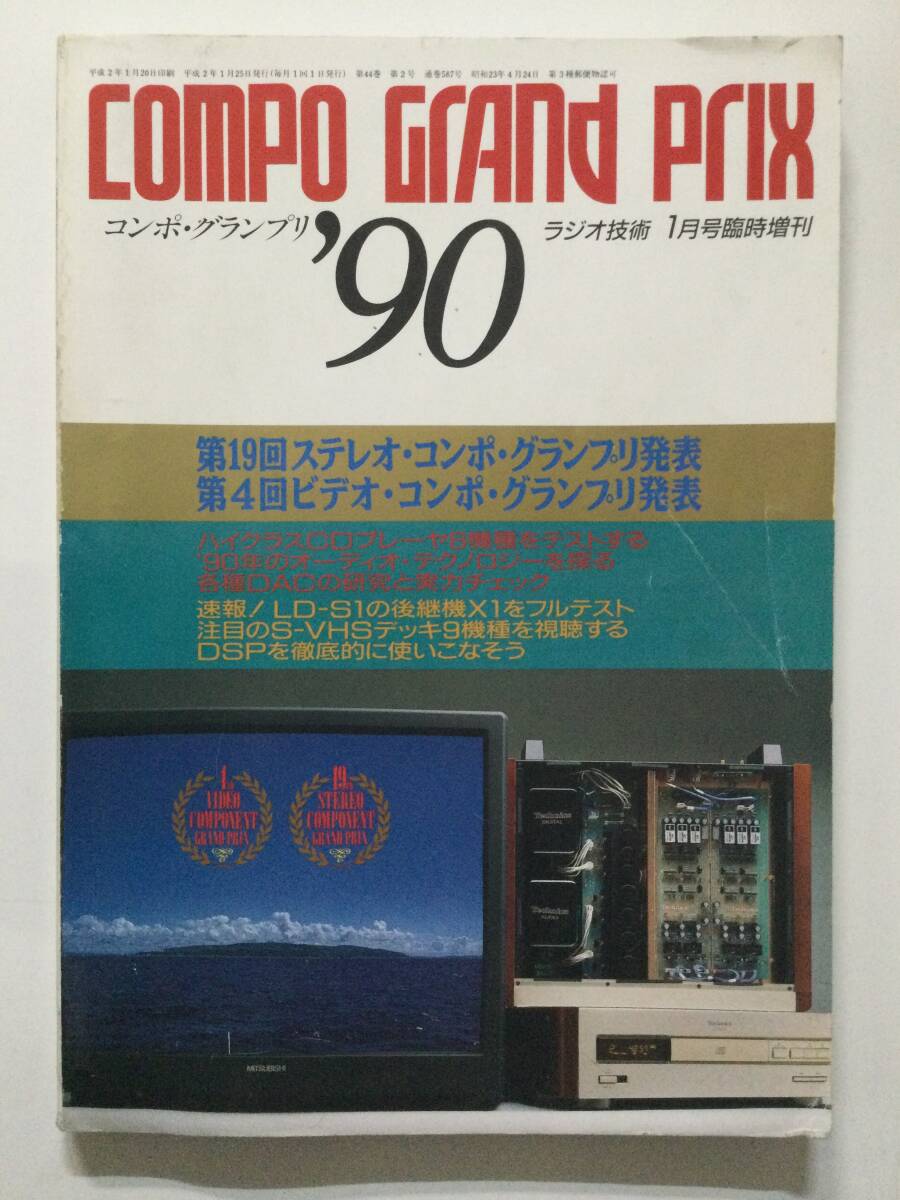 平成2年1月20日印刷 平成2年1月25日発行(毎月1回1日発行) 第44巻 第2号 通巻587号 昭和23年4月24日 第3種郵便物認可
COMPO GRANd PRIX
コンポ・グランプリ
'90
ラジオ技術 1月号臨時増刊
第19回ステレオ・コンポ・グランプリ発表
第4回ビデオ・コンポ・グランプリ発表
ハイクラスCDプレーヤ8機種をテストする
'90年のオーディオ・テクノロジーを探る
各種DACの研究と実力チェック
速報! LD-S1の後継機X1をフルテスト
注目のS-VHSデッキ9機種を視聴する
DSPを徹底的に使いこなそう
VIDEO
COMPONENT
GRAND PRIX
19th
STEREO
COMPONENT
GRAND PRIX
Technics
DIGITAL
Technics
AUDIO
Technics
MITSUBISHI